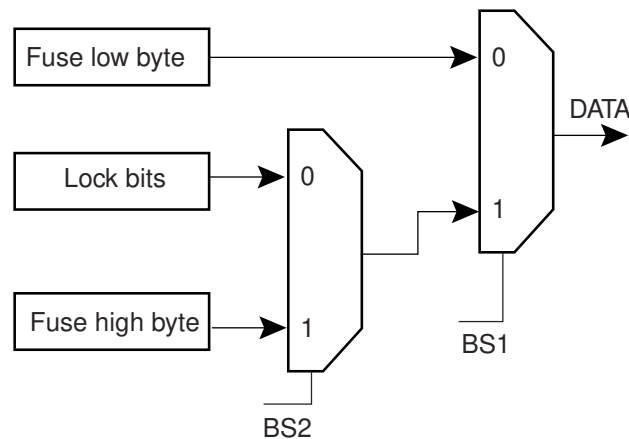 Fuse low byte
0
DATA
Lock bits
0
1
Fuse high byte
1
BS1
BS2